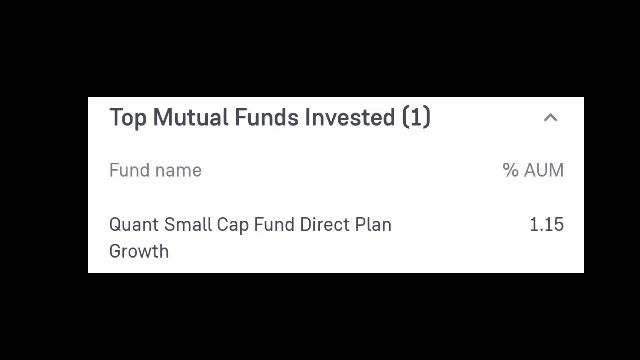 Top Mutual Funds Invested (1)
Fund name % AUM
Quant Small Cap Fund Direct Plan 1.15
Growth